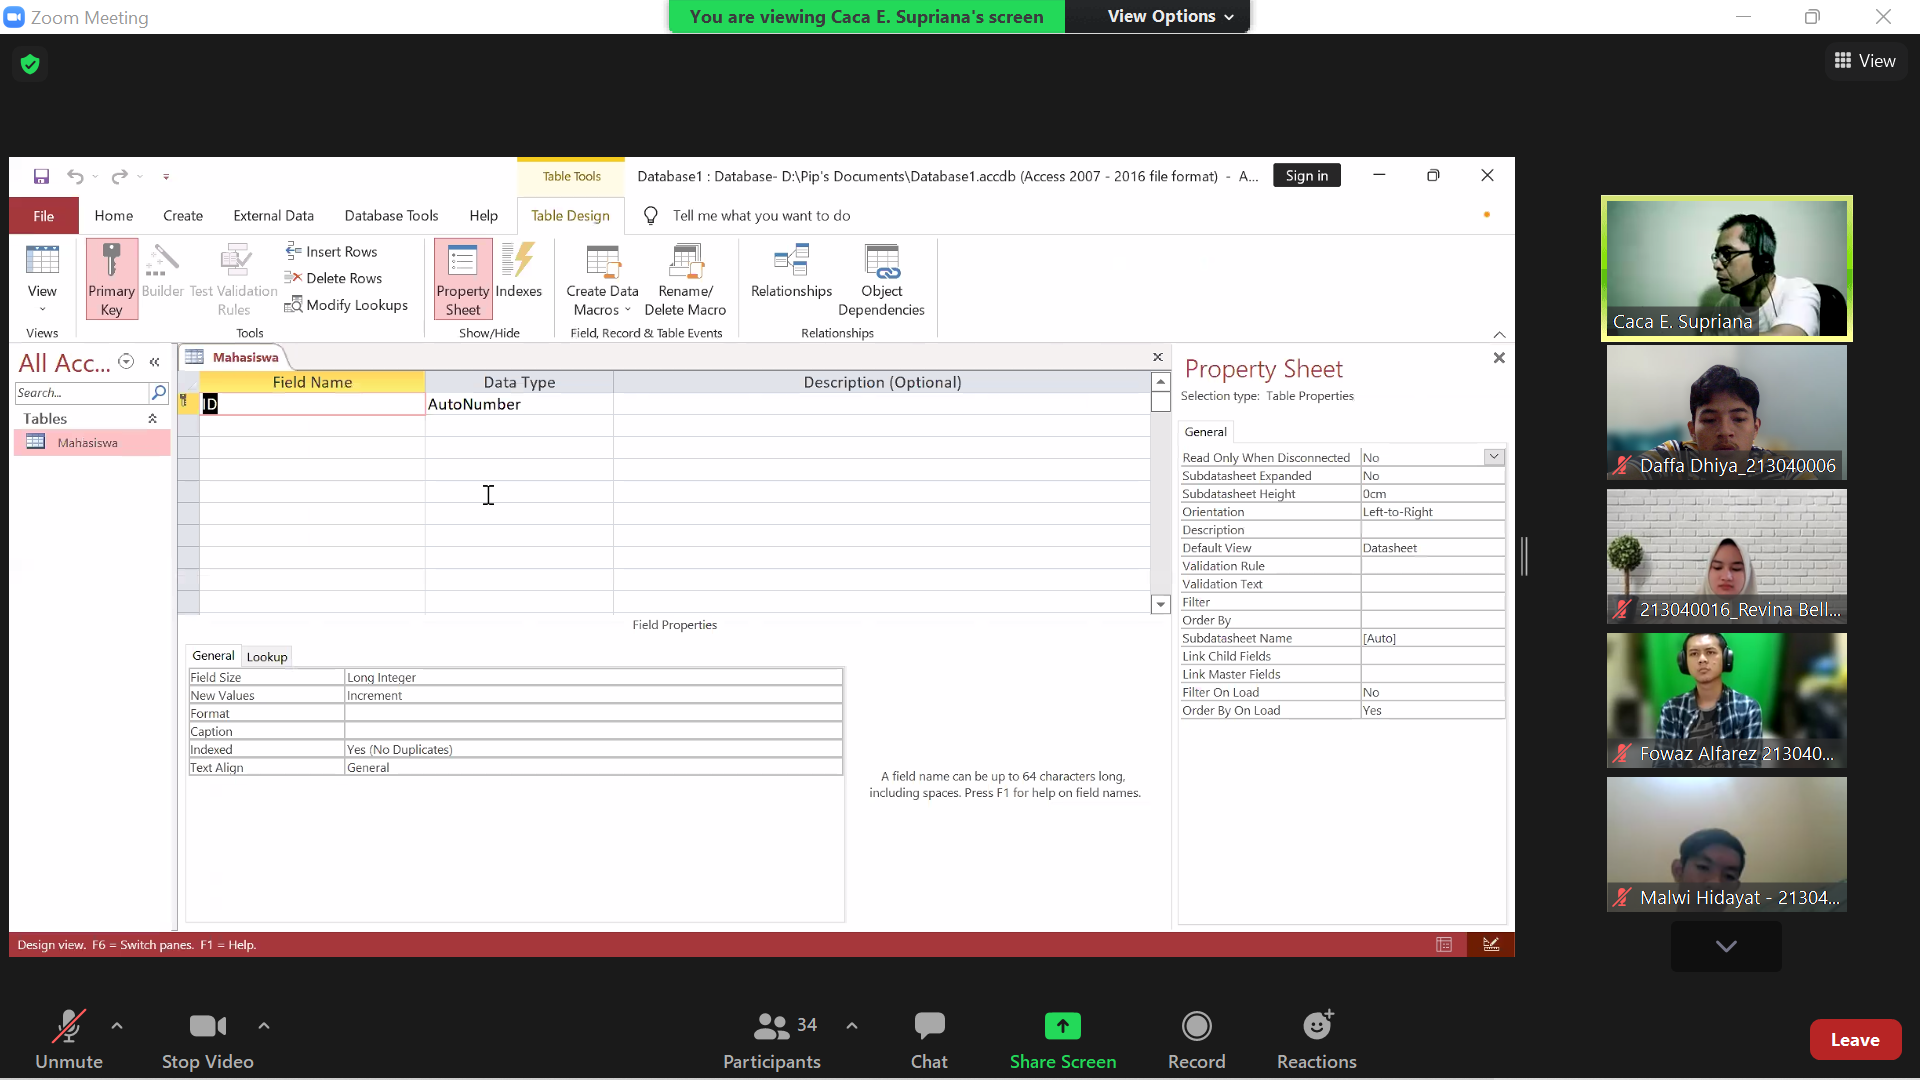 Zoom Meeting
You are viewing Caca E. Supriana's screen
View Options
View
Table Tools
Database1 : Database- D:\Pip's Documents\Database1.accdb (Access 2007 - 2016 file format) - A...
Sign in
File
Home
Create
External Data
Database Tools
Help
Table Design
Tell me what you want to do
View
Primary Key
Builder
Test Validation Rules
Insert Rows
Delete Rows
Modify Lookups
Property Sheet
Indexes
Create Data Macros
Rename/ Delete Macro
Relationships
Object Dependencies
Views
Tools
Show/Hide
Field, Record & Table Events
Relationships
All Acc...
Search...
Tables
Mahasiswa
Mahasiswa
Field Name
Data Type
Description (Optional)
ID
AutoNumber
Field Properties
General
Lookup
Field Size
Long Integer
New Values
Increment
Format
Caption
Indexed
Yes (No Duplicates)
Text Align
General
A field name can be up to 64 characters long,
including spaces. Press F1 for help on field names.
Property Sheet
Selection type: Table Properties
General
Read Only When Disconnected
No
Subdatasheet Expanded
No
Subdatasheet Height
0cm
Orientation
Left-to-Right
Description
Default View
Datasheet
Validation Rule
Validation Text
Filter
Order By
Subdatasheet Name
[Auto]
Link Child Fields
Link Master Fields
Filter On Load
No
Order By On Load
Yes
Design view. F6 = Switch panes. F1 = Help.
Caca E. Supriana
Daffa Dhiya_213040006
213040016_Revina Bell...
Fowaz Alfarez 213040...
Malwi Hidayat - 21304...
Unmute
Stop Video
34
Participants
Chat
Share Screen
Record
Reactions
Leave